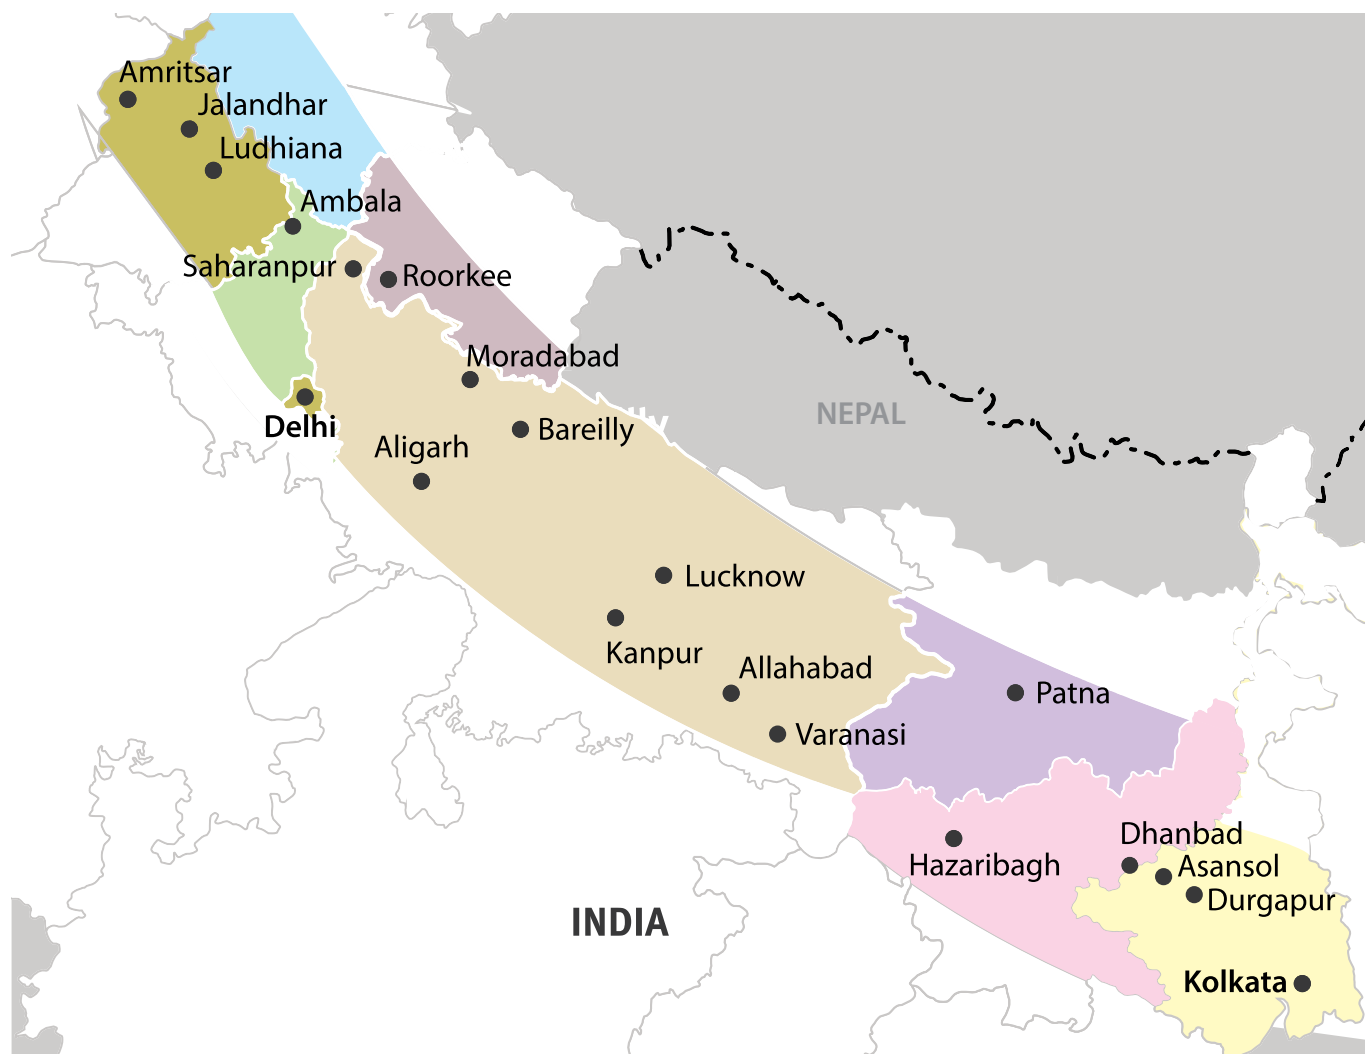 Amritsar
Jalandhar
Ludhiana
Ambala
Saharanpur
Roorkee
Moradabad
Delhi
NEPAL
Bareilly
Aligarh
Lucknow
Kanpur
Allahabad
Patna
Varanasi
Dhanbad
Hazaribagh
Asansol
Durgapur
INDIA
Kolkata